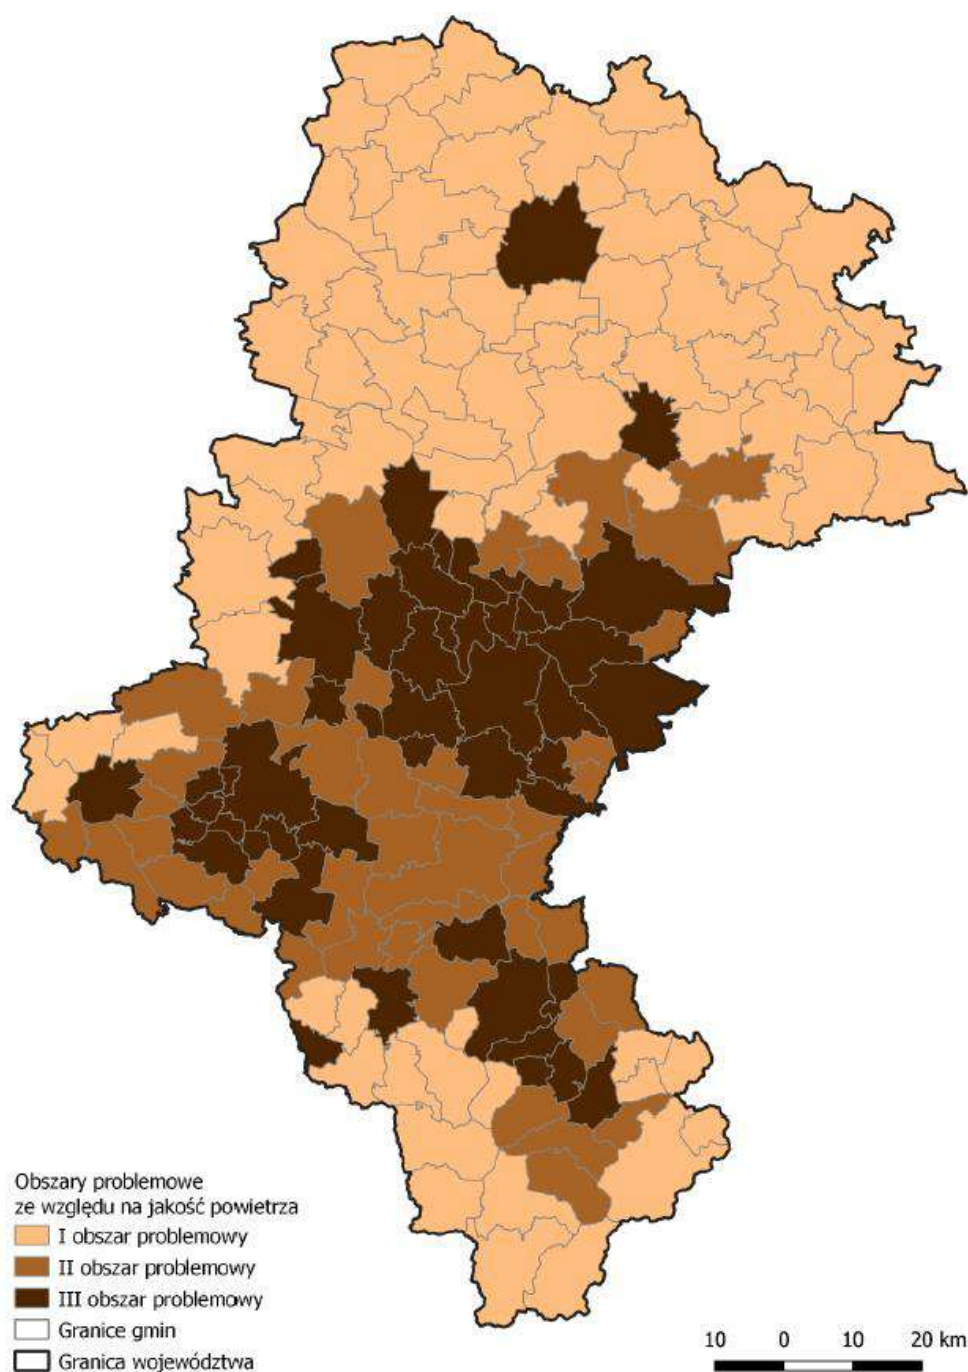 Obszary problemowe
ze względu na jakość powietrza
I obszar problemowy
II obszar problemowy
III obszar problemowy
Granice gmin
Granica województwa
10 0 10 20 km